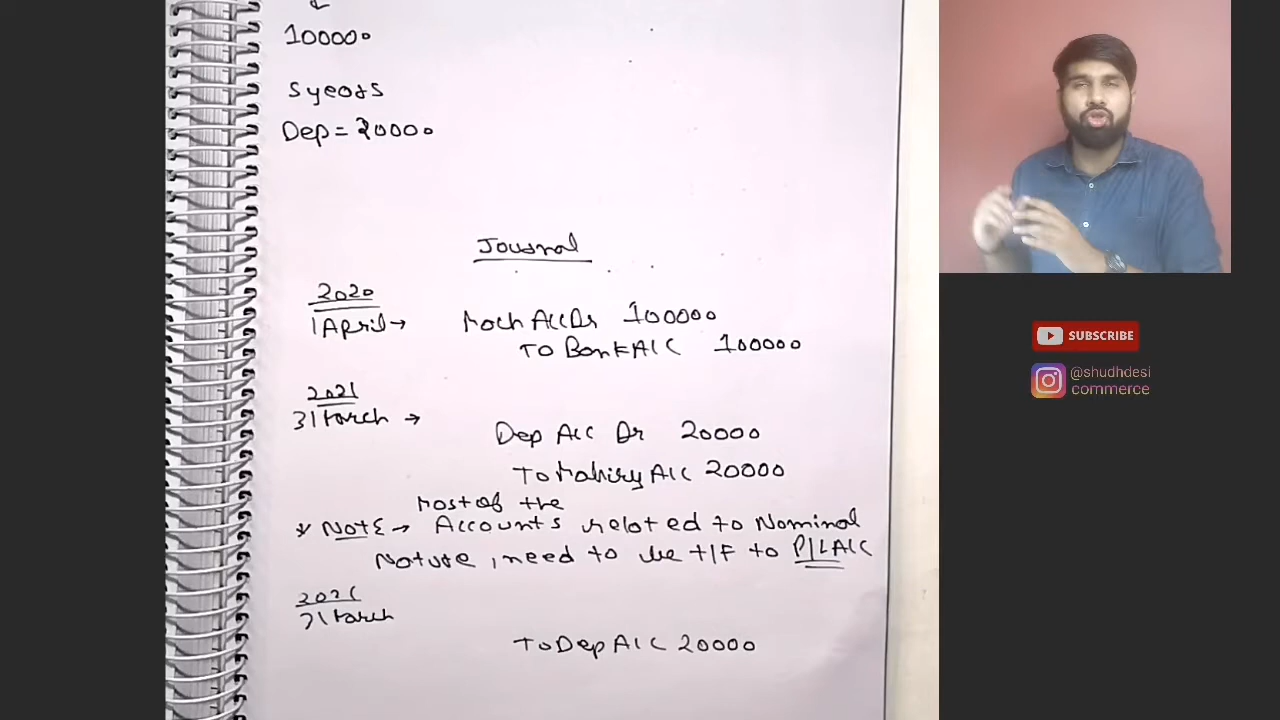 100000
5 years
Dep = 20000
Journal
2020
1 April → Mach A/C Dr 100000
To Bank A/C 100000
2021
31 March →
Dep A/C Dr 20000
To Mahiry A/C 20000
Most of the
* NOTE → Accounts related to Nominal
Nature, need to be T/F to P/L A/C
2021
31 March
To Dep A/C 20000
SUBSCRIBE
@shudhdesi
commerce